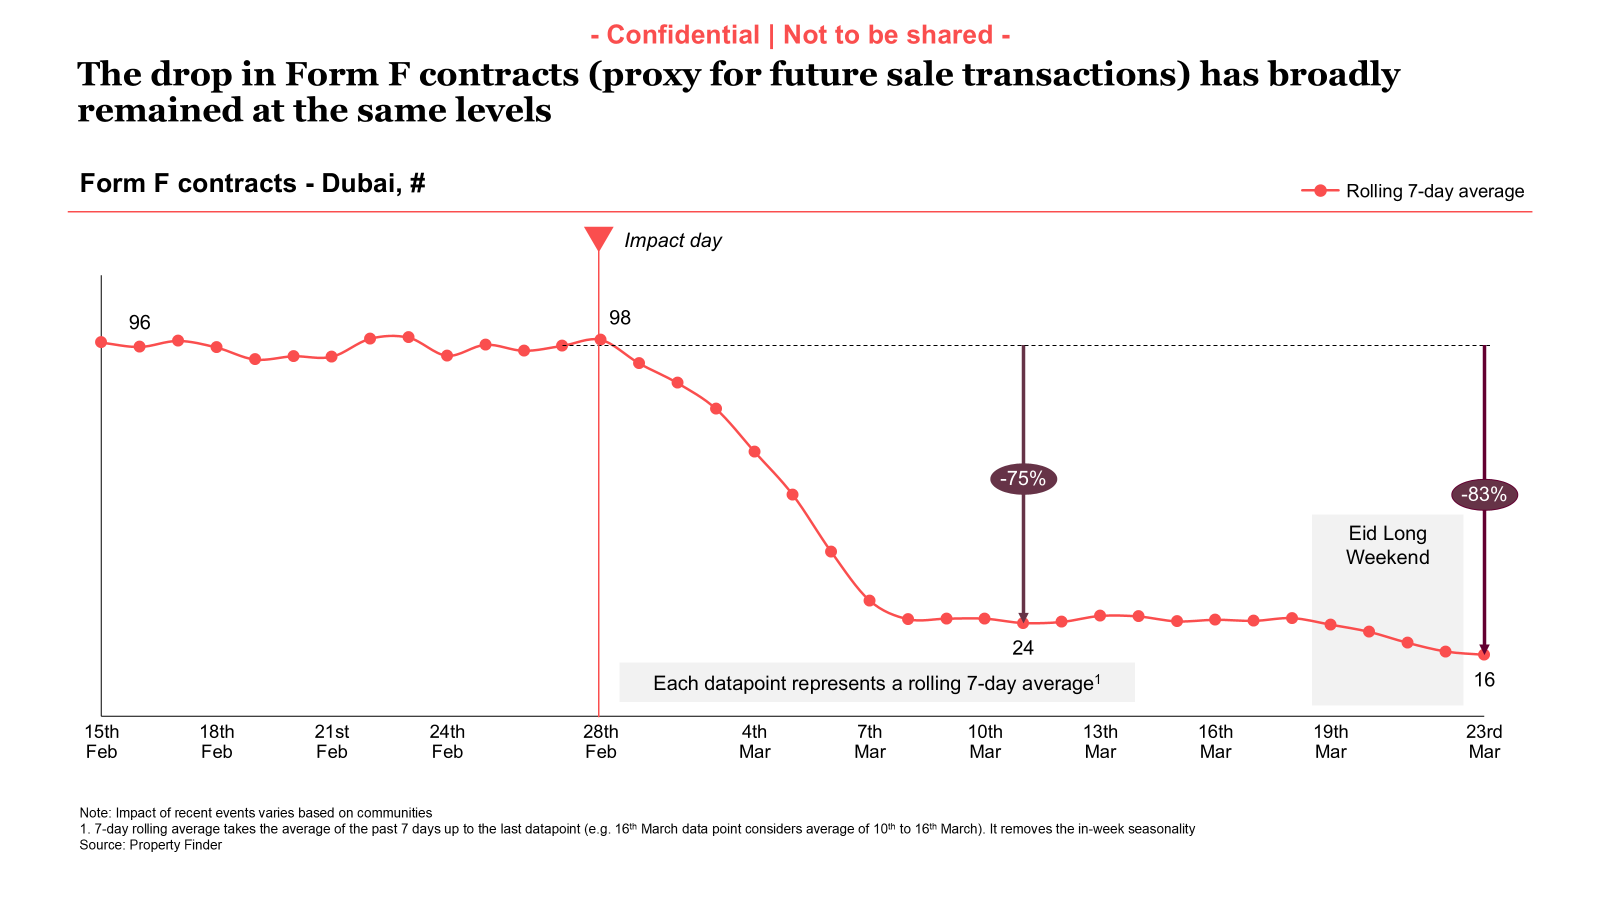 - Confidential | Not to be shared -
The drop in Form F contracts (proxy for future sale transactions) has broadly
remained at the same levels
Form F contracts - Dubai, #
Rolling 7-day average
Impact day
96
98
-75%
-83%
Eid Long
Weekend
24
16
Each datapoint represents a rolling 7-day average¹
15th
Feb
18th
Feb
21st
Feb
24th
Feb
28th
Feb
4th
Mar
7th
Mar
10th
Mar
13th
Mar
16th
Mar
19th
Mar
23rd
Mar
Note: Impact of recent events varies based on communities
1. 7-day rolling average takes the average of the past 7 days up to the last datapoint (e.g. 16th March data point considers average of 10th to 16th March). It removes the in-week seasonality
Source: Property Finder